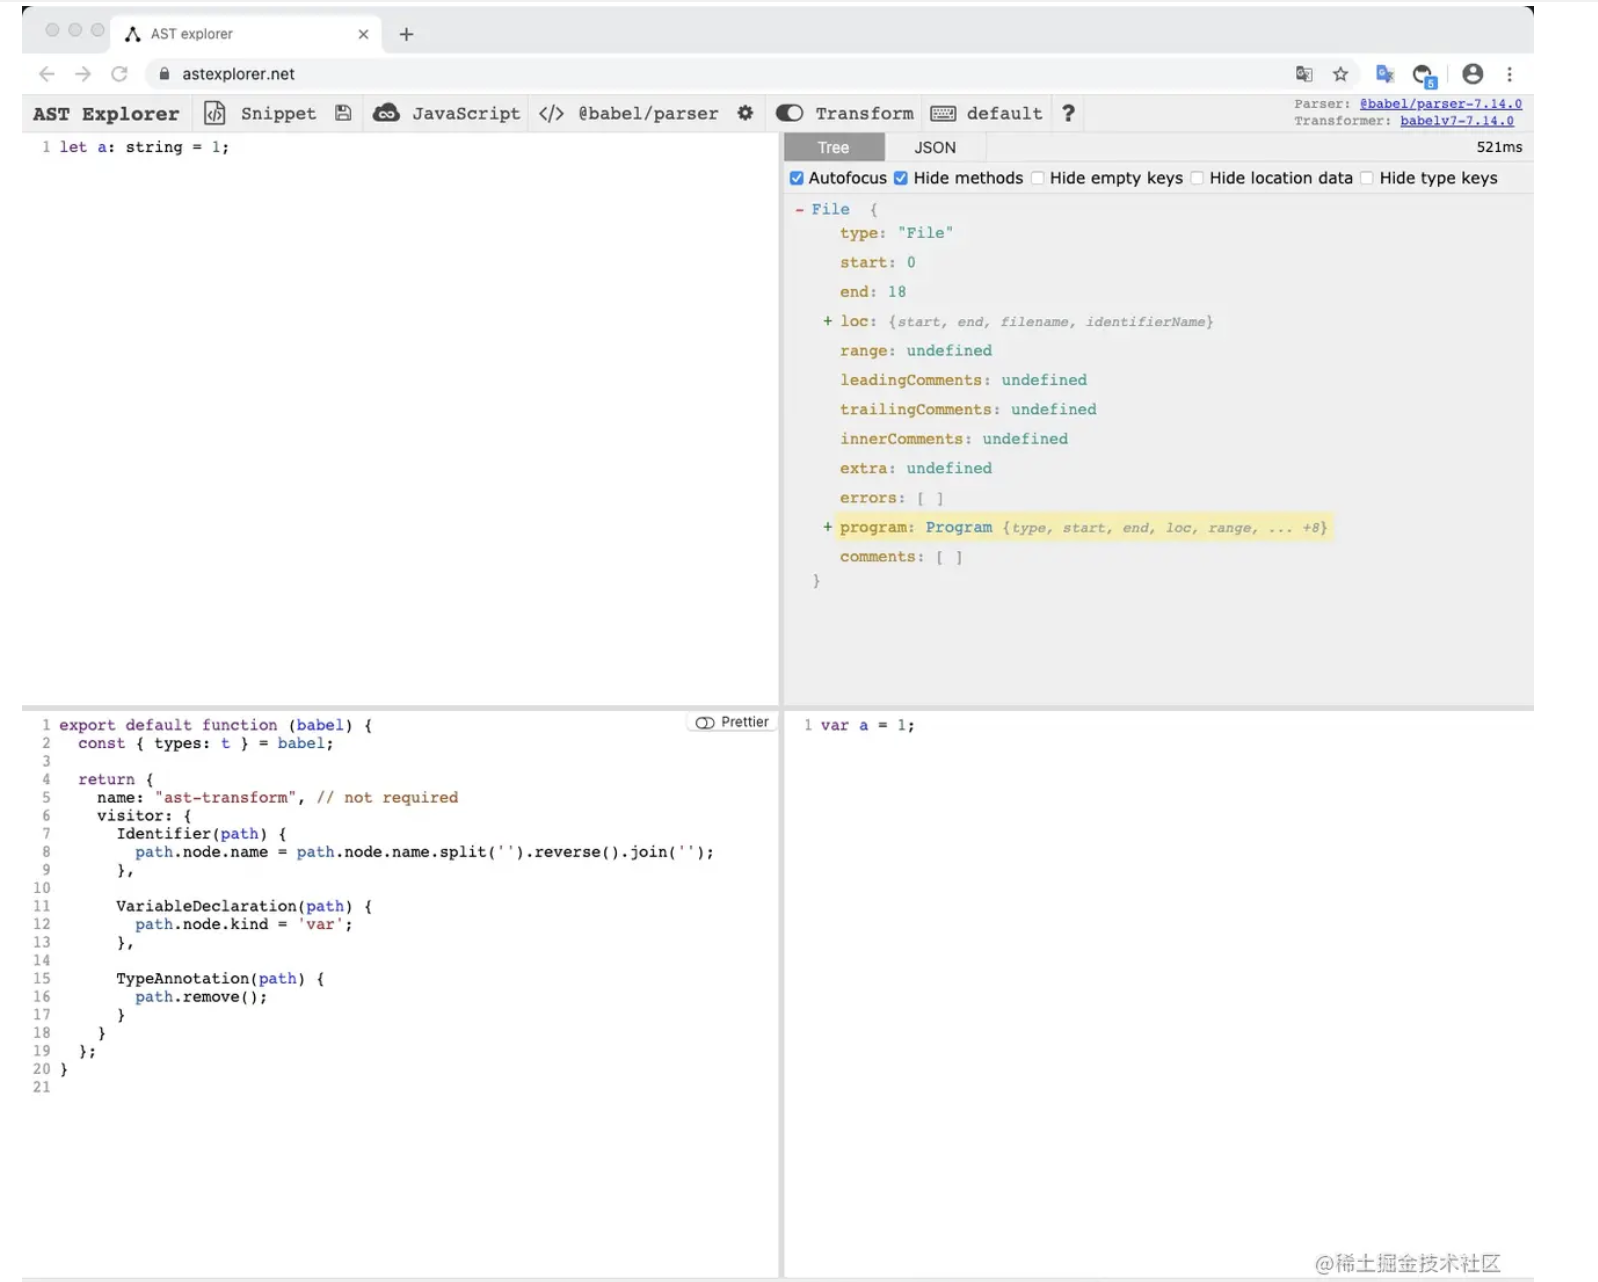 AST explorer
astexplorer.net
5
AST Explorer Snippet JavaScript </> @babel/parser Transform default ?
Parser: @babel/parser-7.14.0
Transformer: babelv7-7.14.0
1 let a: string = 1;
Tree JSON 521ms
Autofocus Hide methods Hide empty keys Hide location data Hide type keys
- File {
type: "File"
start: 0
end: 18
+ loc: {start, end, filename, identifierName}
range: undefined
leadingComments: undefined
trailingComments: undefined
innerComments: undefined
extra: undefined
errors: [ ]
+ program: Program {type, start, end, loc, range, ... +8}
comments: [ ]
}
Prettier
1 export default function (babel) {
2 const { types: t } = babel;
3
4 return {
5 name: "ast-transform", // not required
6 visitor: {
7 Identifier(path) {
8 path.node.name = path.node.name.split('').reverse().join('');
9 },
10
11 VariableDeclaration(path) {
12 path.node.kind = 'var';
13 },
14
15 TypeAnnotation(path) {
16 path.remove();
17 }
18 }
19 };
20 }
21
1 var a = 1;
@稀土掘金技术社区